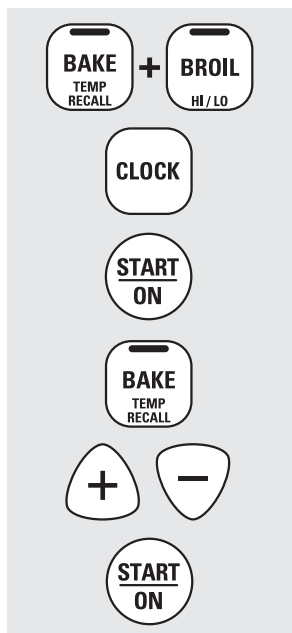 BAKE
TEMP
RECALL
+
BROIL
HI / LO
CLOCK
START
ON
BAKE
TEMP
RECALL
+ −
START
ON